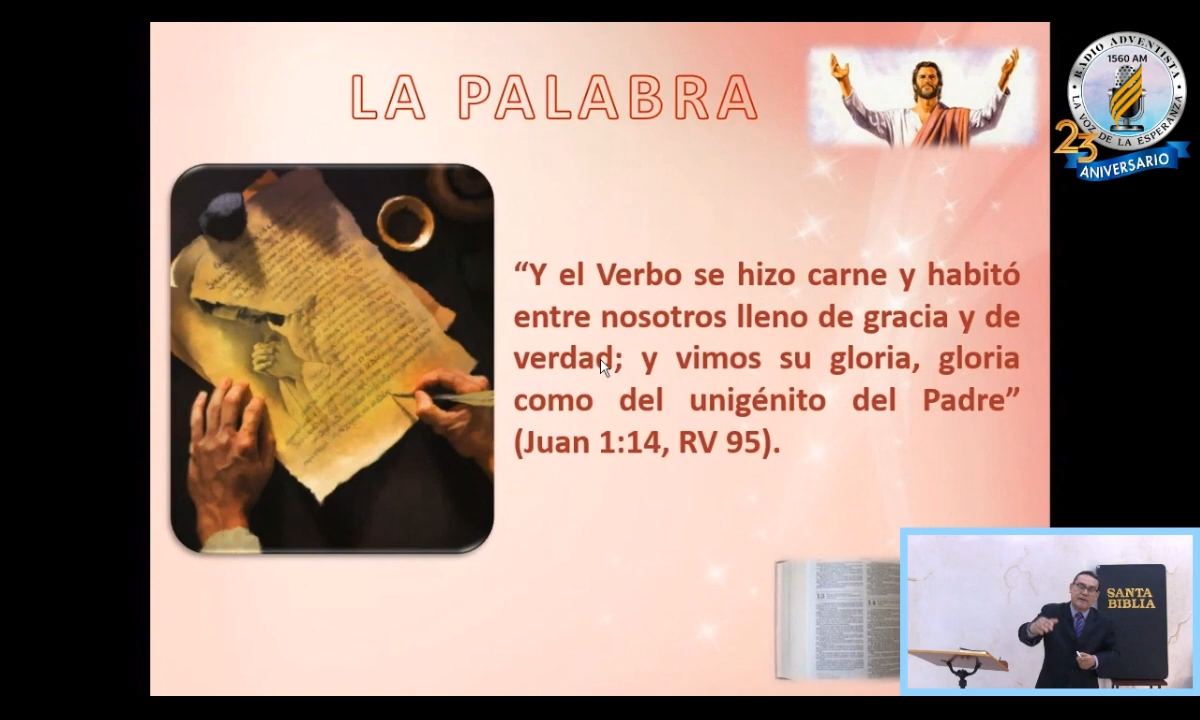 LA PALABRA
RADIO ADVENTISTA
1560 AM
LA VOZ DE LA ESPERANZA
23
ANIVERSARIO
“Y el Verbo se hizo carne y habitó
entre nosotros lleno de gracia y de
verdad; y vimos su gloria, gloria
como del unigénito del Padre”
(Juan 1:14, RV 95).
SANTA
BIBLIA